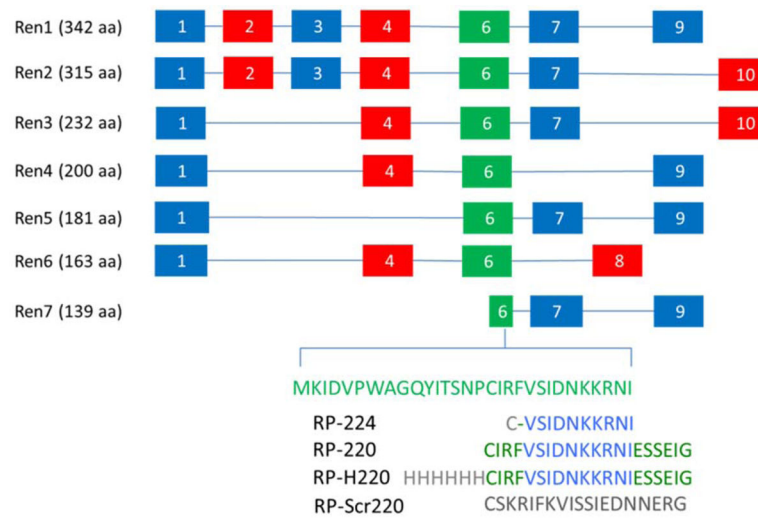 Ren1 (342 aa) 1 2 3 4 6 7 9
Ren2 (315 aa) 1 2 3 4 6 7 10
Ren3 (232 aa) 1 4 6 7 10
Ren4 (200 aa) 1 4 6 9
Ren5 (181 aa) 1 6 7 9
Ren6 (163 aa) 1 4 6 8
Ren7 (139 aa) 6 7 9
MKIDVPWAGQYITSNPCIRFVSIDNKKRNI
RP-224 C-VSIDNKKRNI
RP-220 CIRFVSIDNKKRNIESSEIG
RP-H220 HHHHHHCIRFVSIDNKKRNIESSEIG
RP-Scr220 CSKRIFKVISSIEDNNERG